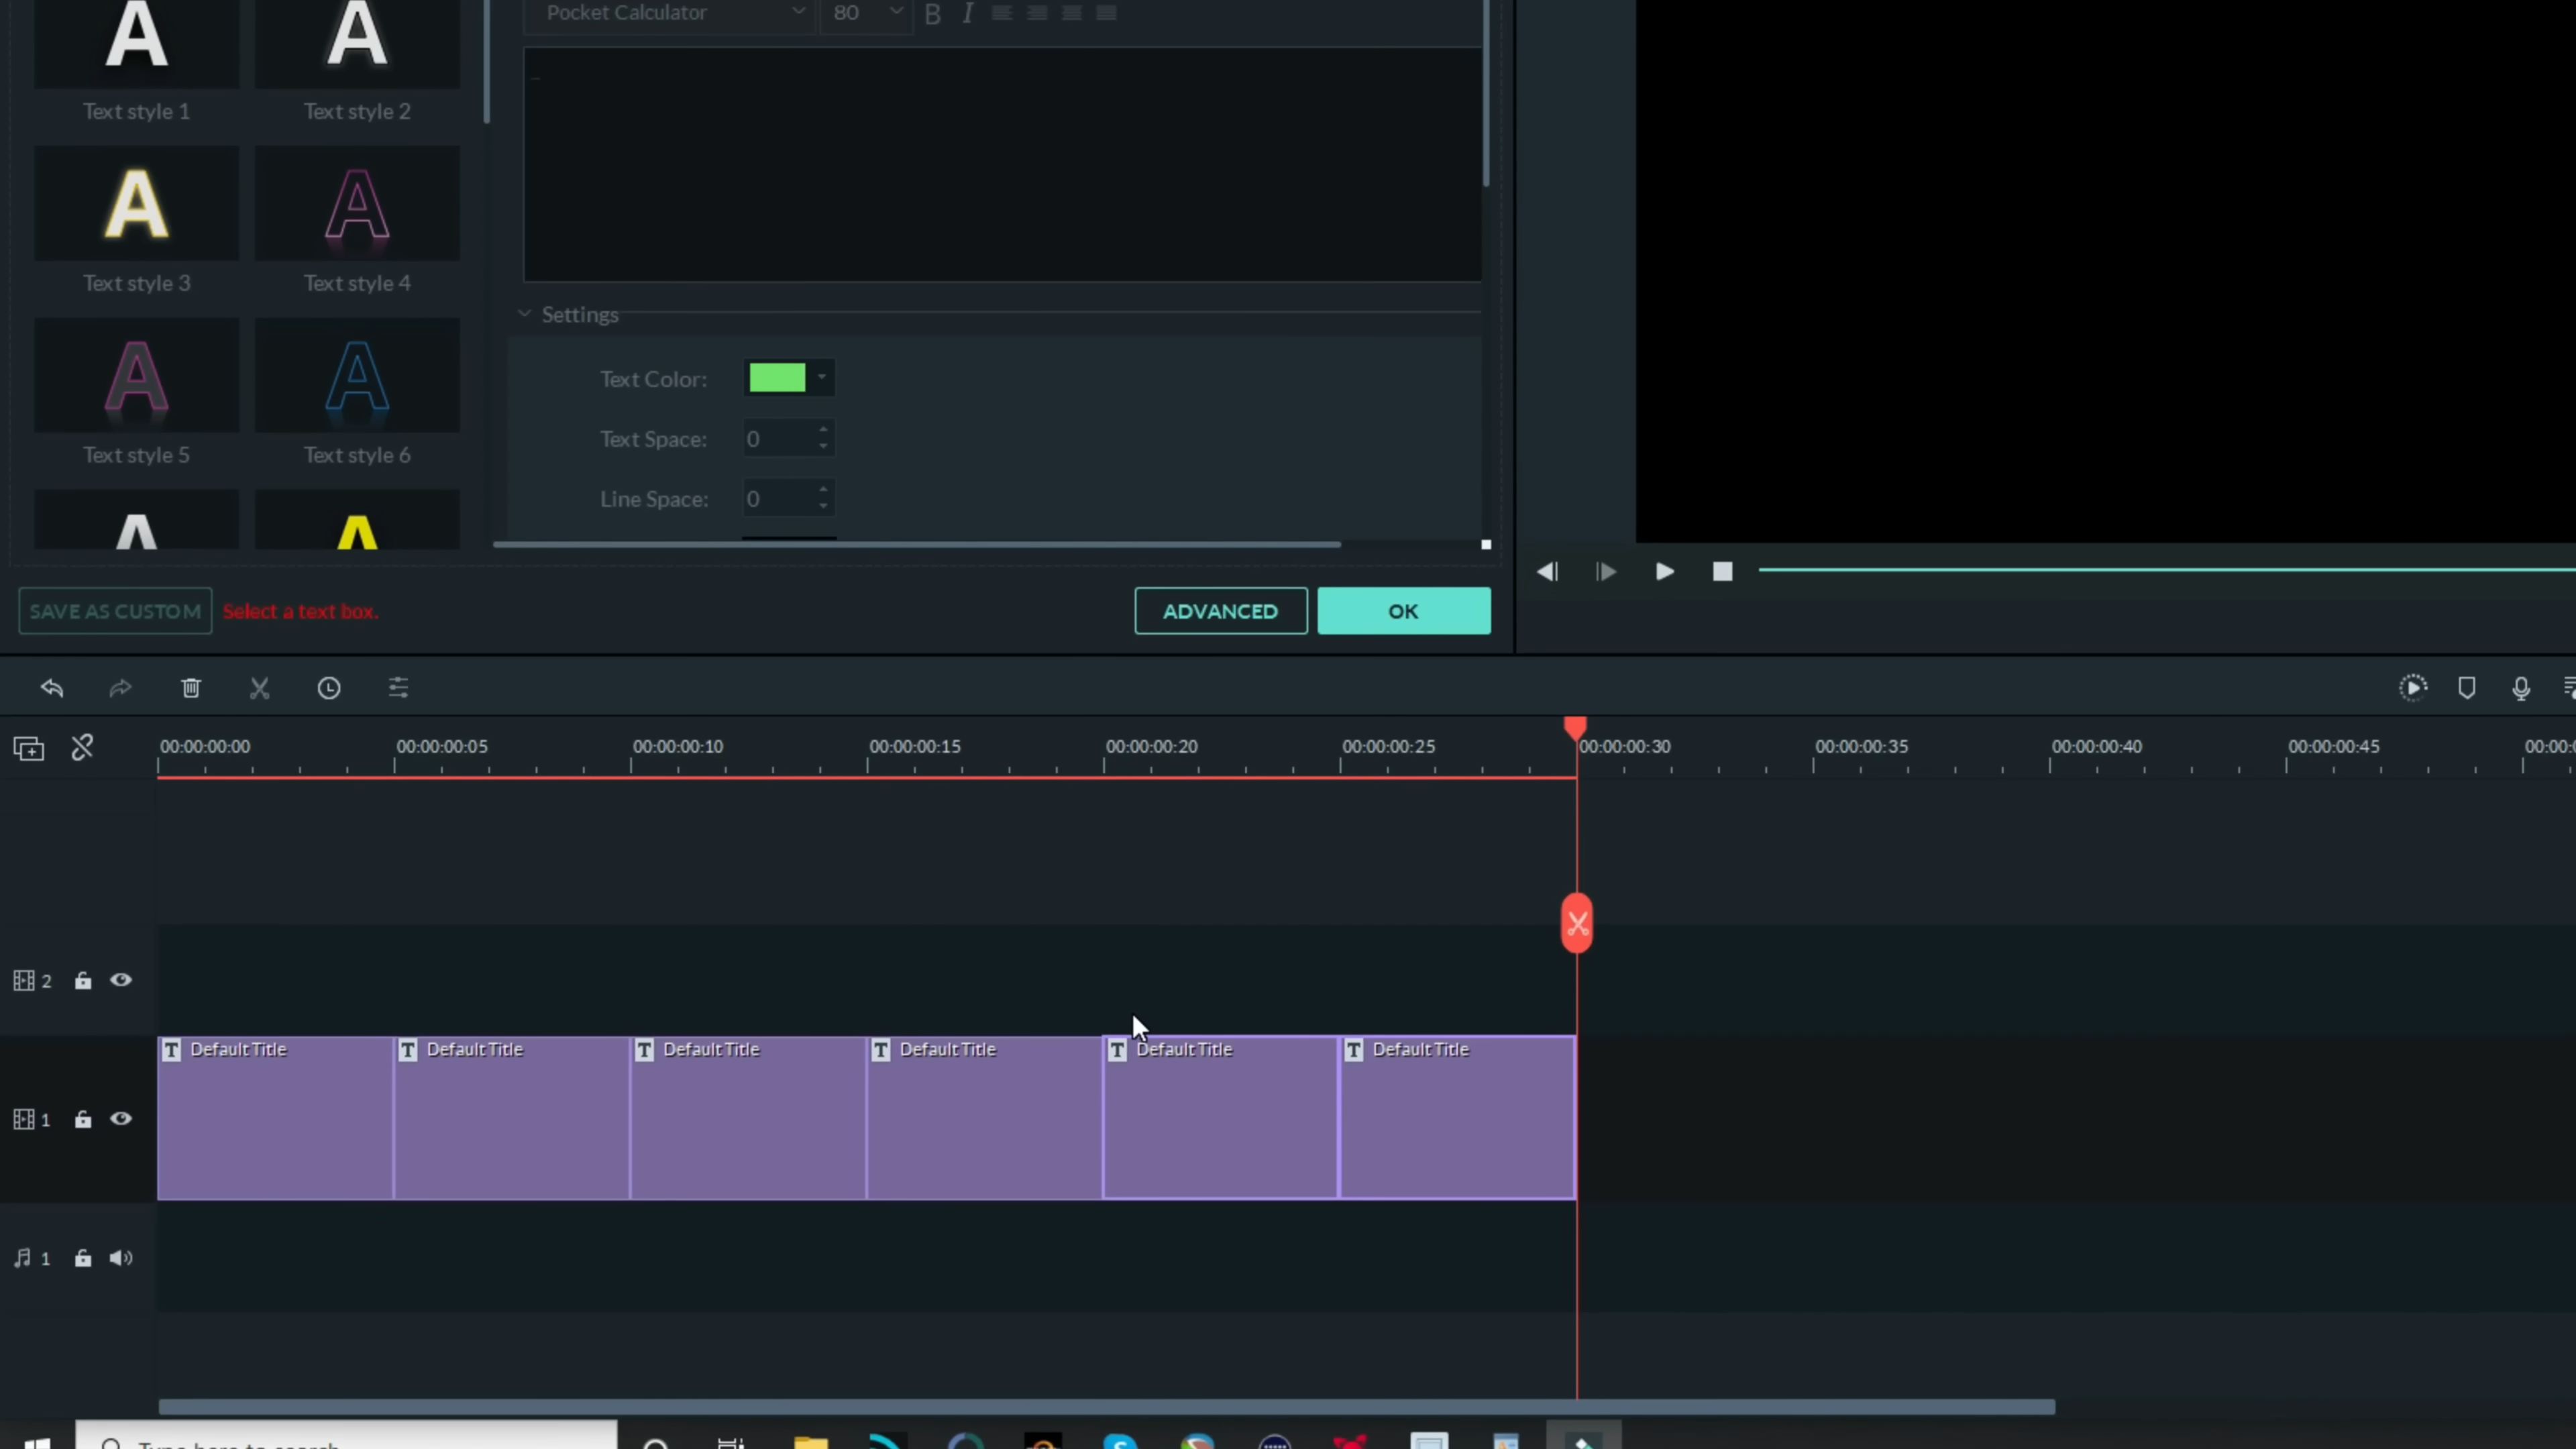 Pocket Calculator 80 B I
A A
Text style 1 Text style 2
A A
Text style 3 Text style 4
Settings
A A
Text Color:
Text Space: 0
Text style 5 Text style 6
Line Space: 0
A A
SAVE AS CUSTOM Select a text box. ADVANCED OK
00:00:00:00 00:00:00:05 00:00:00:10 00:00:00:15 00:00:00:20 00:00:00:25 00:00:00:30 00:00:00:35 00:00:00:40 00:00:00:45
2
T Default Title T Default Title T Default Title T Default Title T Default Title T Default Title
1
1
Type here to search